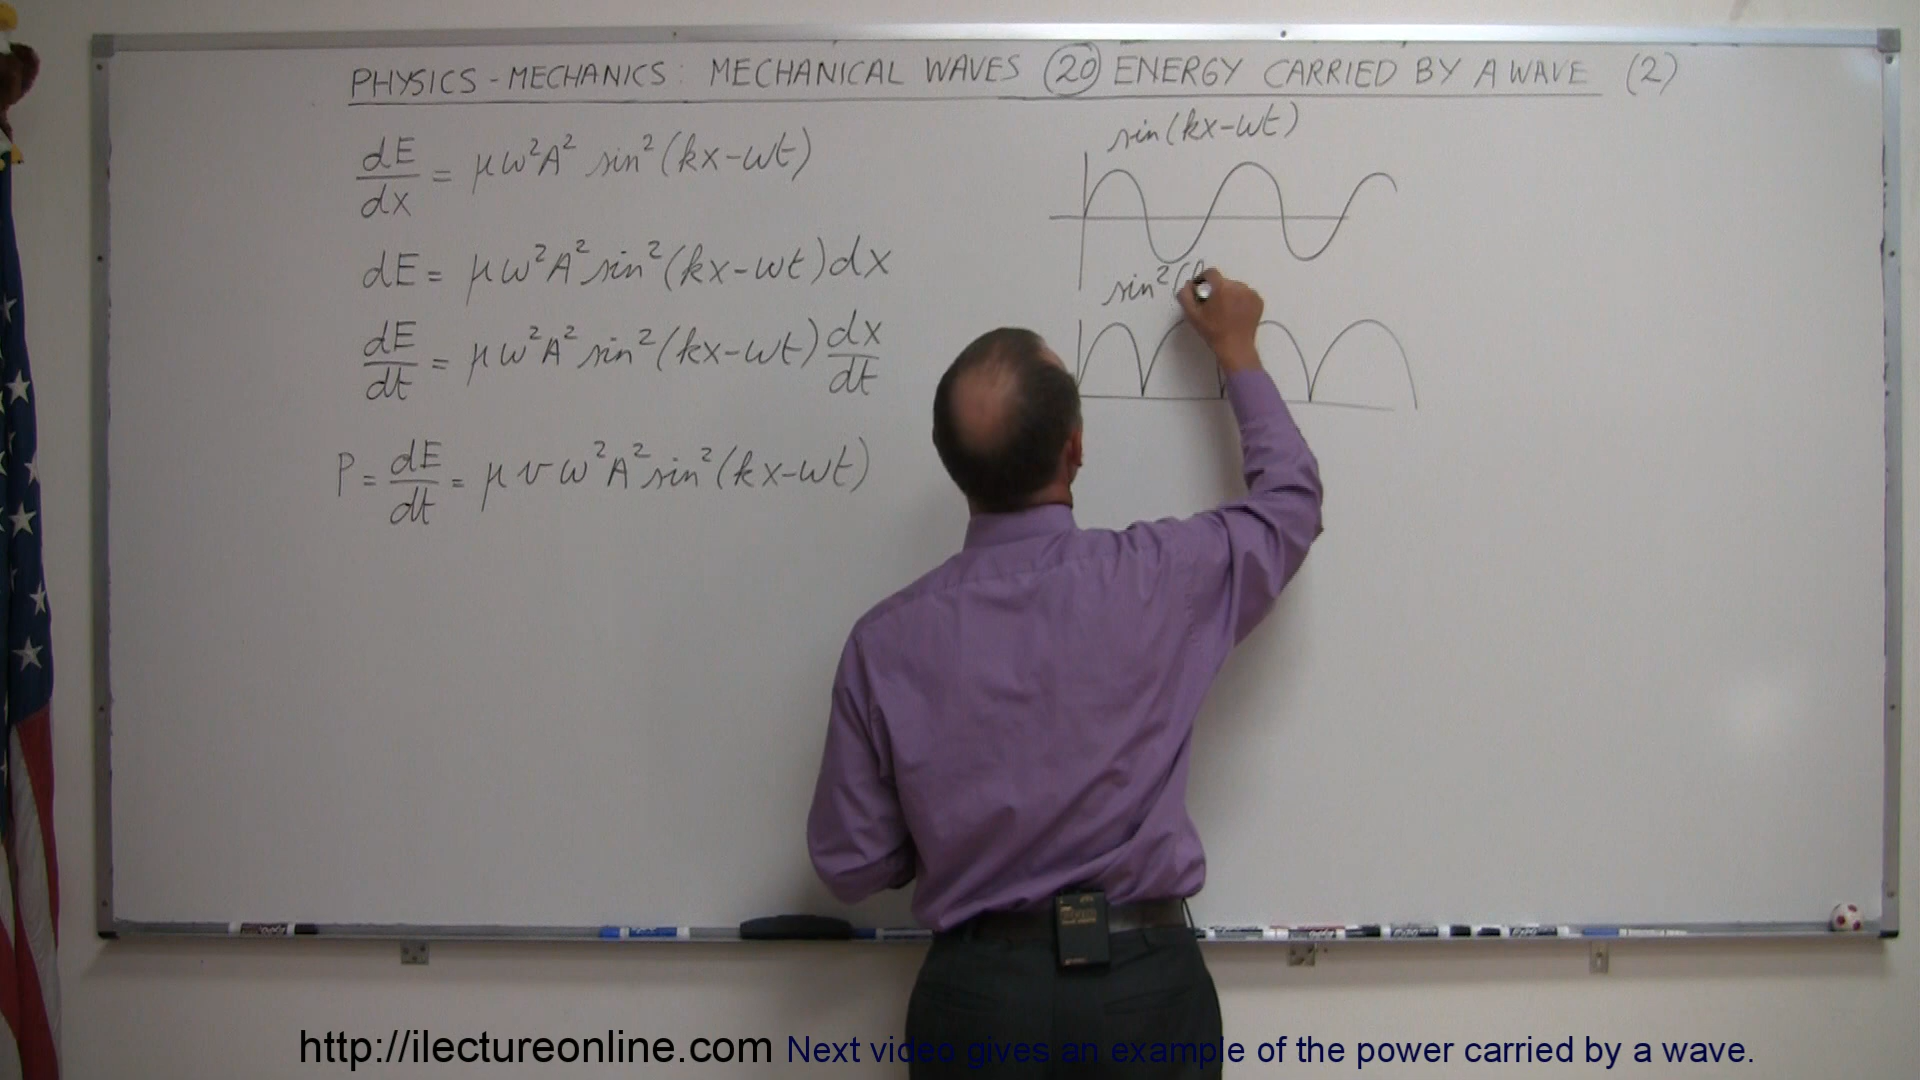 PHYSICS - MECHANICS: MECHANICAL WAVES (20) ENERGY CARRIED BY A WAVE (2)
dE/dx = μω²A² sin²(kx-ωt)
dE = μω²A² sin²(kx-ωt)dx
dE/dt = μω²A² sin²(kx-ωt) dx/dt
P = dE/dt = μvω²A² sin²(kx-ωt)
sin(kx-ωt)
sin²(
http://ilectureonline.com Next video gives an example of the power carried by a wave.